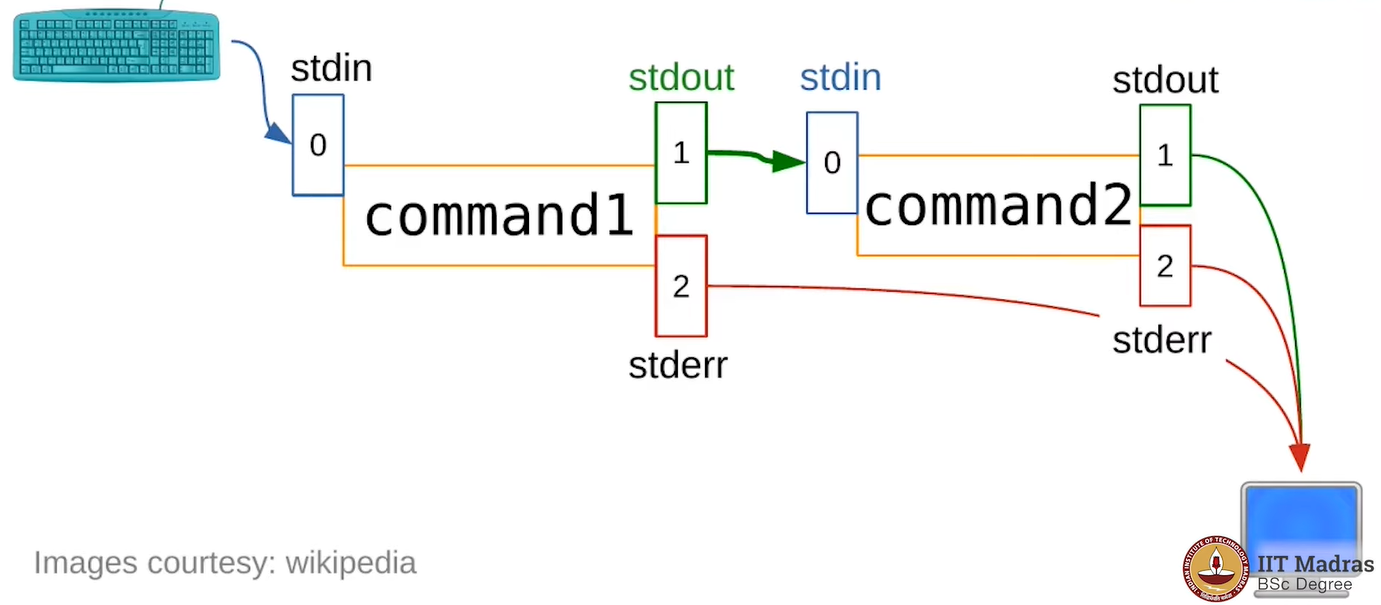 stdin
stdout
stdin
stdout
0
1
0
1
command1
command2
2
2
stderr
stderr
Images courtesy: wikipedia
IIT Madras
BSc Degree